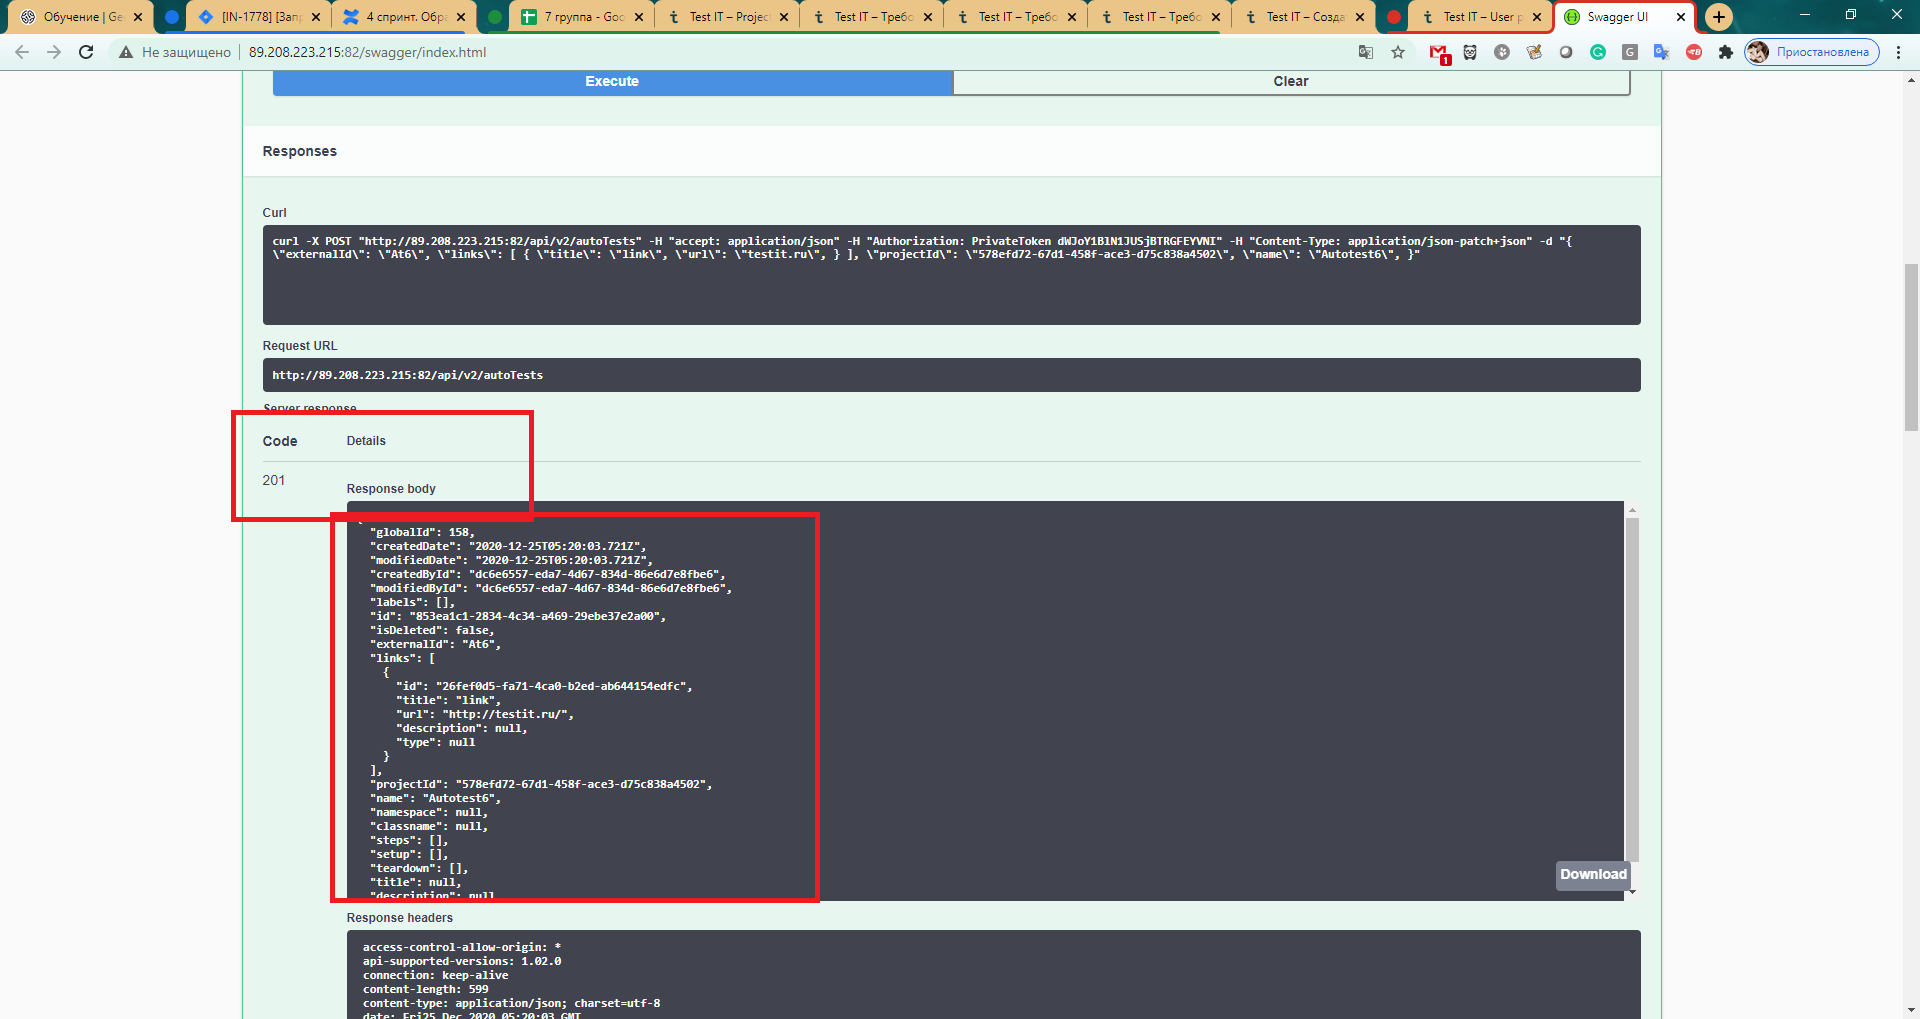 Обучение | Ge
[IN-1778] [Зап
4 спринт. Обра
7 группа - Goo
Test IT – Projec
Test IT – Требо
Test IT – Требо
Test IT – Требо
Test IT – Созда
Test IT – User p
Swagger UI
Не защищено
89.208.223.215:82/swagger/index.html
1
Приостановлена
Execute
Clear
Responses
Curl
curl -X POST "http://89.208.223.215:82/api/v2/autoTests" -H "accept: application/json" -H "Authorization: PrivateToken dWJoY1BlN1JUSjBTRGFEYVNI" -H "Content-Type: application/json-patch+json" -d "{
\"externalId\": \"At6\", \"links\": [ { \"title\": \"link\", \"url\": \"testit.ru\", } ], \"projectId\": \"578efd72-67d1-458f-ace3-d75c838a4502\", \"name\": \"Autotest6\", }"
Request URL
http://89.208.223.215:82/api/v2/autoTests
Server response
Code
Details
201
Response body
"globalId": 158,
"createdDate": "2020-12-25T05:20:03.721Z",
"modifiedDate": "2020-12-25T05:20:03.721Z",
"createdById": "dc6e6557-eda7-4d67-834d-86e6d7e8fbe6",
"modifiedById": "dc6e6557-eda7-4d67-834d-86e6d7e8fbe6",
"labels": [],
"id": "853ea1c1-2834-4c34-a469-29ebe37e2a00",
"isDeleted": false,
"externalId": "At6",
"links": [
{
"id": "26fef0d5-fa71-4ca0-b2ed-ab644154edfc",
"title": "link",
"url": "http://testit.ru/",
"description": null,
"type": null
}
],
"projectId": "578efd72-67d1-458f-ace3-d75c838a4502",
"name": "Autotest6",
"namespace": null,
"classname": null,
"steps": [],
"setup": [],
"teardown": [],
"title": null,
"description": null
Download
Response headers
access-control-allow-origin: *
api-supported-versions: 1.02.0
connection: keep-alive
content-length: 599
content-type: application/json; charset=utf-8
date: Fri25 Dec 2020 05:20:03 GMT